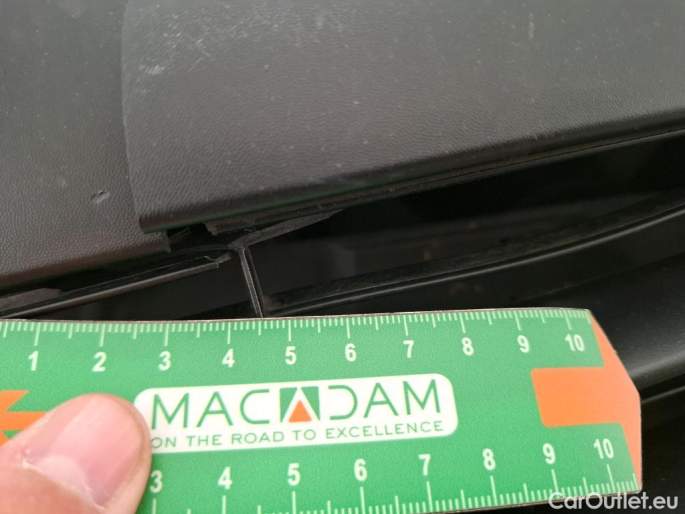 1 2 3 4 5 6 7 8 9 10
MACADAM
ON THE ROAD TO EXCELLENCE
3 4 5 6 7 8 9 10
CarOutlet.eu